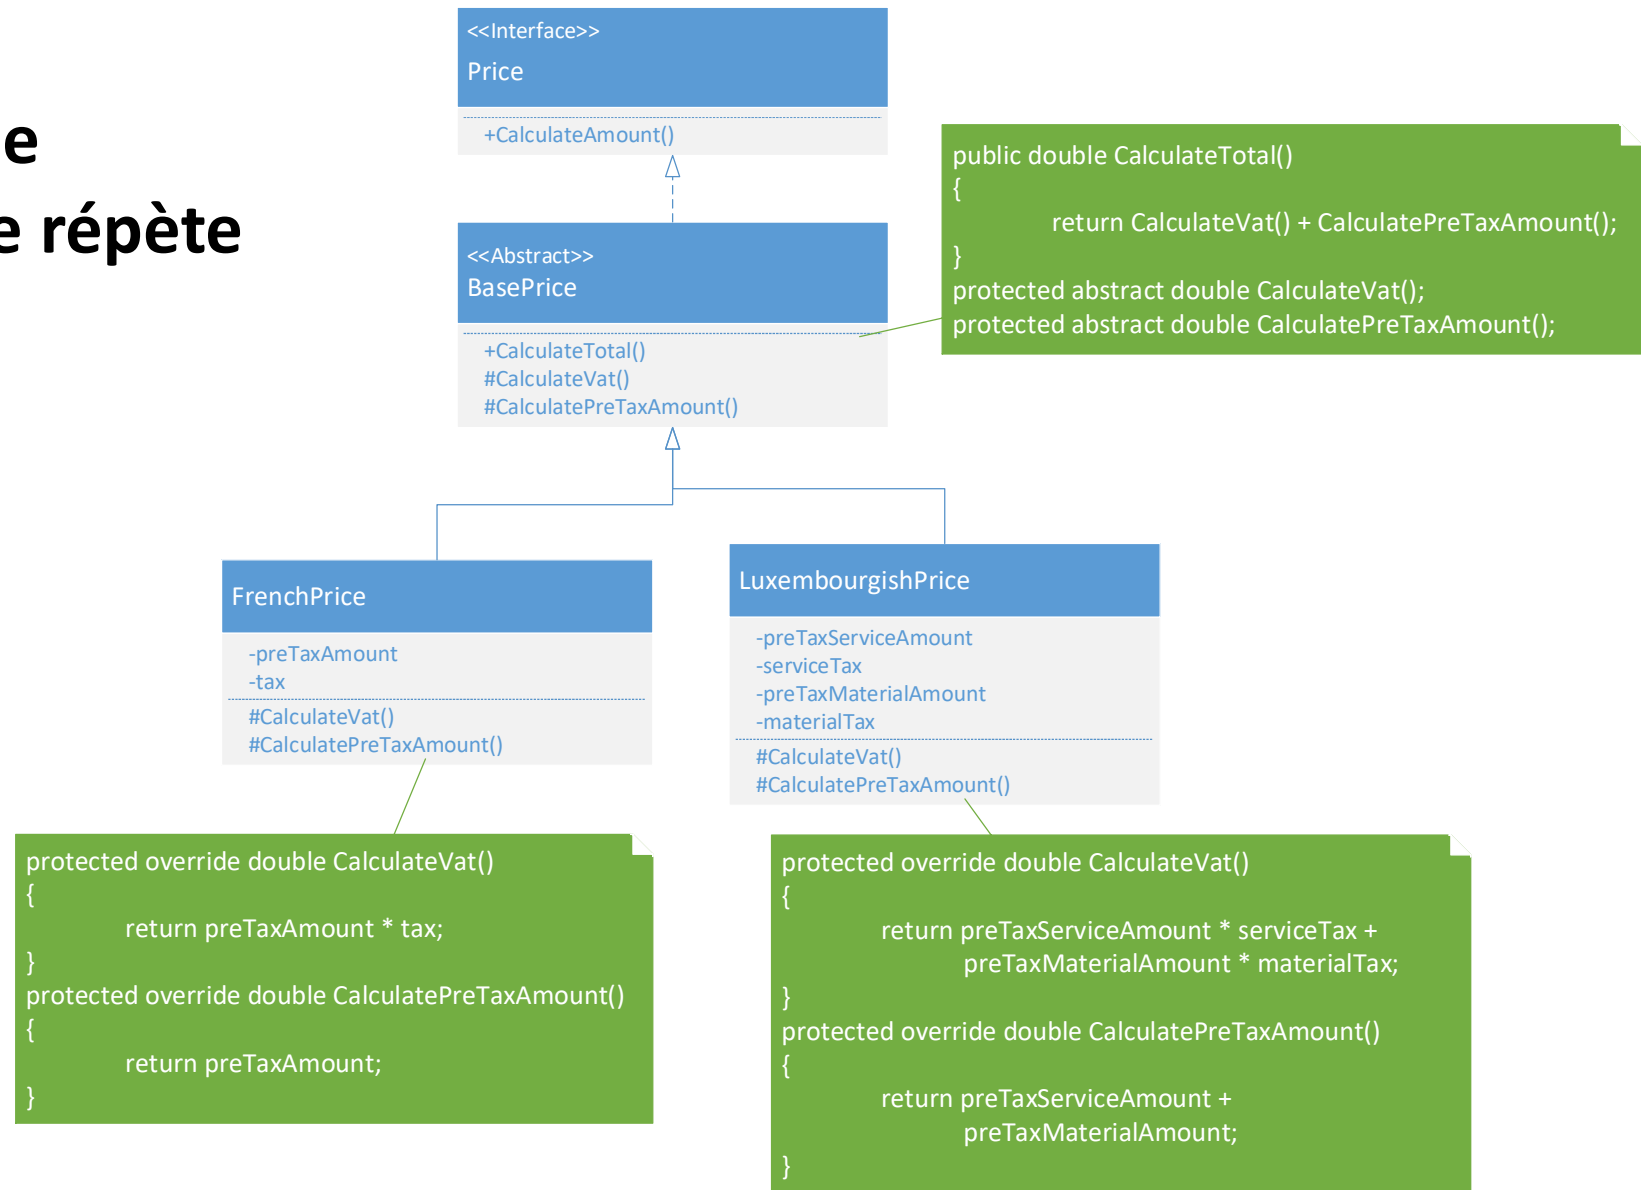 e
e répète
<<Interface>>
Price
+CalculateAmount()
<<Abstract>>
BasePrice
+CalculateTotal()
#CalculateVat()
#CalculatePreTaxAmount()
public double CalculateTotal()
{
return CalculateVat() + CalculatePreTaxAmount();
}
protected abstract double CalculateVat();
protected abstract double CalculatePreTaxAmount();
FrenchPrice
-preTaxAmount
-tax
#CalculateVat()
#CalculatePreTaxAmount()
LuxembourgishPrice
-preTaxServiceAmount
-serviceTax
-preTaxMaterialAmount
-materialTax
#CalculateVat()
#CalculatePreTaxAmount()
protected override double CalculateVat()
{
return preTaxAmount * tax;
}
protected override double CalculatePreTaxAmount()
{
return preTaxAmount;
}
protected override double CalculateVat()
{
return preTaxServiceAmount * serviceTax +
preTaxMaterialAmount * materialTax;
}
protected override double CalculatePreTaxAmount()
{
return preTaxServiceAmount +
preTaxMaterialAmount;
}